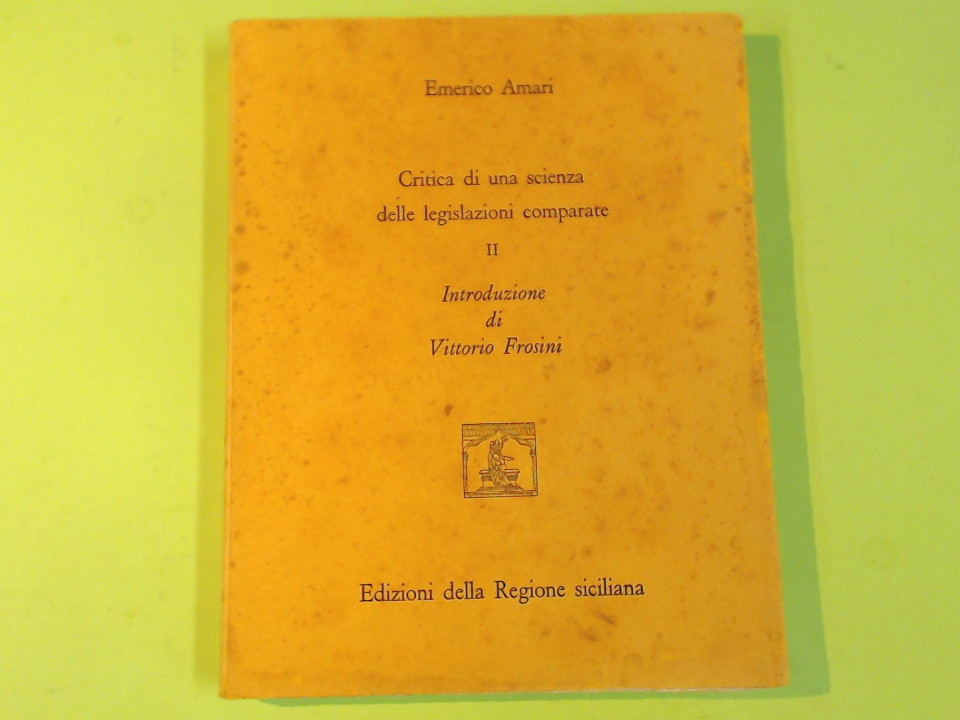 Emerico Amari
Critica di una scienza
delle legislazioni comparate
II
Introduzione
di
Vittorio Frosini
Edizioni della Regione siciliana